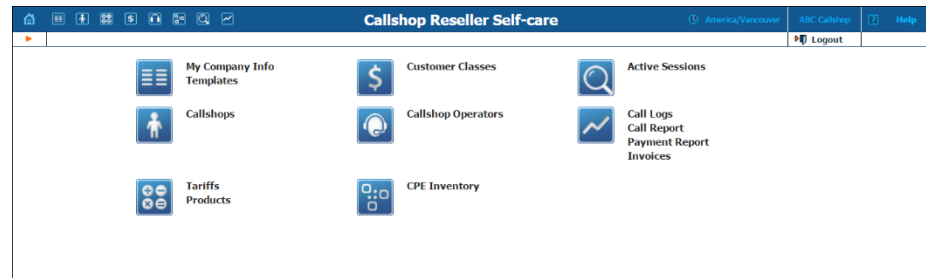 Callshop Reseller Self-care
America/Vancouver
ABC Callshop
? Help
Logout
My Company Info
Templates
Customer Classes
Active Sessions
Callshops
Callshop Operators
Call Logs
Call Report
Payment Report
Invoices
Tariffs
Products
CPE Inventory